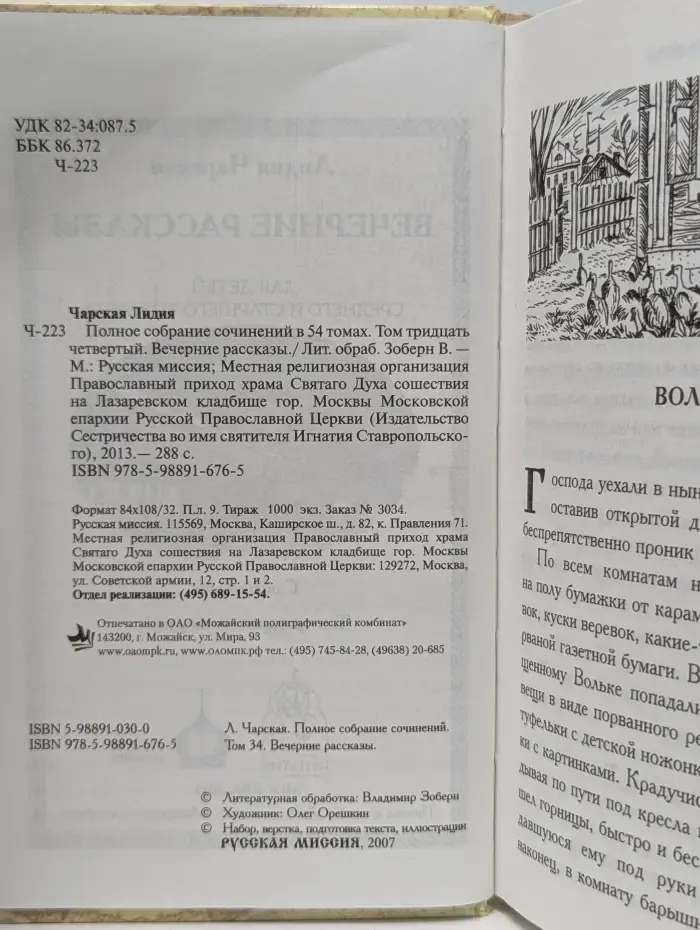 УДК 82-34:087.5
ББК 86.372
Ч-223
Чарская Лидия
Ч-223 Полное собрание сочинений в 54 томах. Том тридцать
четвертый. Вечерние рассказы./ Лит. обраб. Зоберн В. —
М.: Русская миссия; Местная религиозная организация
Православный приход храма Святаго Духа сошествия
на Лазаревском кладбище гор. Москвы Московской
епархии Русской Православной Церкви (Издательство
Сестричества во имя святителя Игнатия Ставропольско-
го), 2013.— 288 с.
ISBN 978-5-98891-676-5
Формат 84х108/32. П.л. 9. Тираж 1000 экз. Заказ № 3034.
Русская миссия. 115569, Москва, Каширское ш., д. 82, к. Правления 71.
Местная религиозная организация Православный приход храма
Святаго Духа сошествия на Лазаревском кладбище гор. Москвы
Московской епархии Русской Православной Церкви: 129272, Москва,
ул. Советской армии, 12, стр. 1 и 2.
Отдел реализации: (495) 689-15-54.
Отпечатано в ОАО «Можайский полиграфический комбинат»
143200, г. Можайск, ул. Мира, 93
www.oaompk.ru, www.оаомпк.рф тел.: (495) 745-84-28, (49638) 20-685
ISBN 5-98891-030-0
ISBN 978-5-98891-676-5
Л. Чарская. Полное собрание сочинений.
Том 34. Вечерние рассказы.
© Литературная обработка: Владимир Зоберн
© Художник: Олег Орешкин
© Набор, верстка, подготовка текста, иллюстрации
РУССКАЯ МИССИЯ, 2007
ВОЛ
Господа уехали в нын
оставив открытой д
беспрепятственно проник
По всем комнатам н
на полу бумажки от карам
вок, куски веревок, какие-
рваной газетной бумаги. В
щенному Вольке попадали
вещи в виде порванного ре
туфельки с детской ножонк
ки с картинками. Крадучис
дывая по пути под кресла
шел горницы, быстро и бес
давшуюся ему под руки
наконец, в комнату барышн